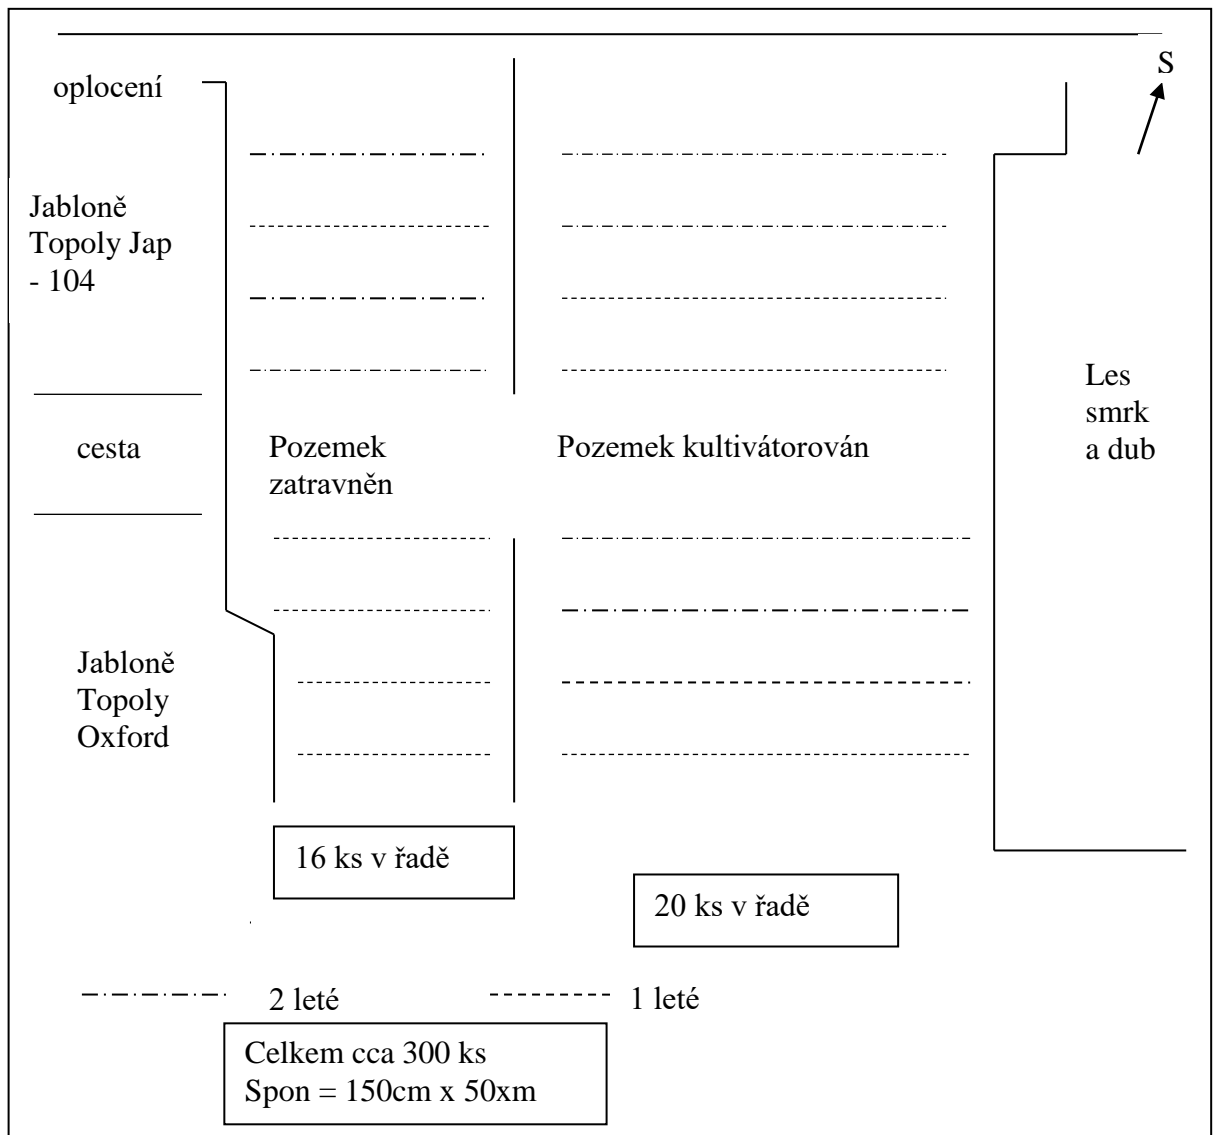 S
oplocení
Jabloně
Topoly Jap
- 104
Les
smrk
a dub
cesta
Pozemek
zatravněn
Pozemek kultivátorován
Jabloně
Topoly
Oxford
16 ks v řadě
20 ks v řadě
2 leté
1 leté
Celkem cca 300 ks
Spon = 150cm x 50xm